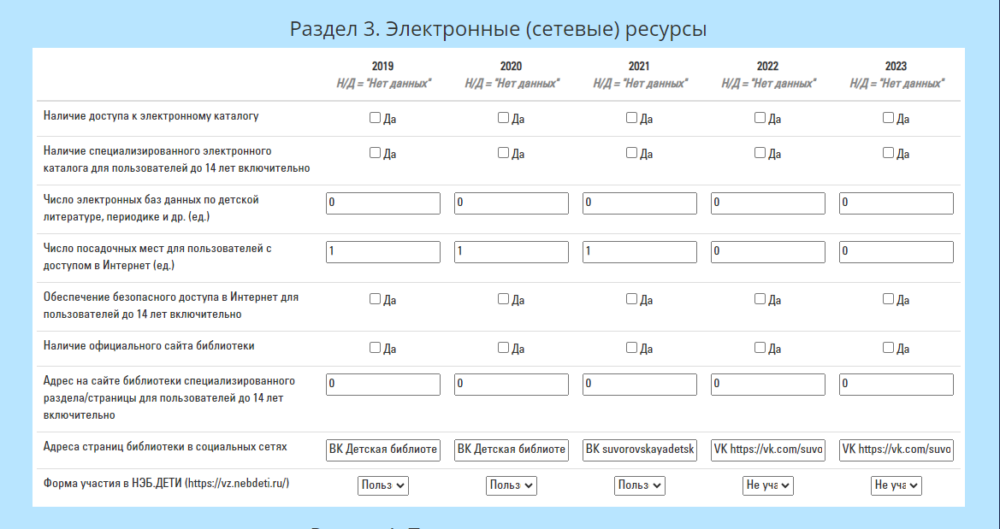 Раздел 3. Электронные (сетевые) ресурсы
2019 2020 2021 2022 2023
Н/Д = "Нет данных" Н/Д = "Нет данных" Н/Д = "Нет данных" Н/Д = "Нет данных" Н/Д = "Нет данных"
Наличие доступа к электронному каталогу Да Да Да Да Да
Наличие специализированного электронного
каталога для пользователей до 14 лет включительно Да Да Да Да Да
Число электронных баз данных по детской
литературе, периодике и др. (ед.) 0 0 0 0 0
Число посадочных мест для пользователей с
доступом в Интернет (ед.) 1 1 1 0 0
Обеспечение безопасного доступа в Интернет для
пользователей до 14 лет включительно Да Да Да Да Да
Наличие официального сайта библиотеки Да Да Да Да Да
Адрес на сайте библиотеки специализированного
раздела/страницы для пользователей до 14 лет
включительно 0 0 0 0 0
Адреса страниц библиотеки в социальных сетях ВК Детская библиоте ВК Детская библиоте ВК suvorovskayadetsk VK https://vk.com/suvo VK https://vk.com/suvo
Форма участия в НЭБ.ДЕТИ (https://vz.nebdeti.ru/) Польз Польз Польз Не уча Не уча